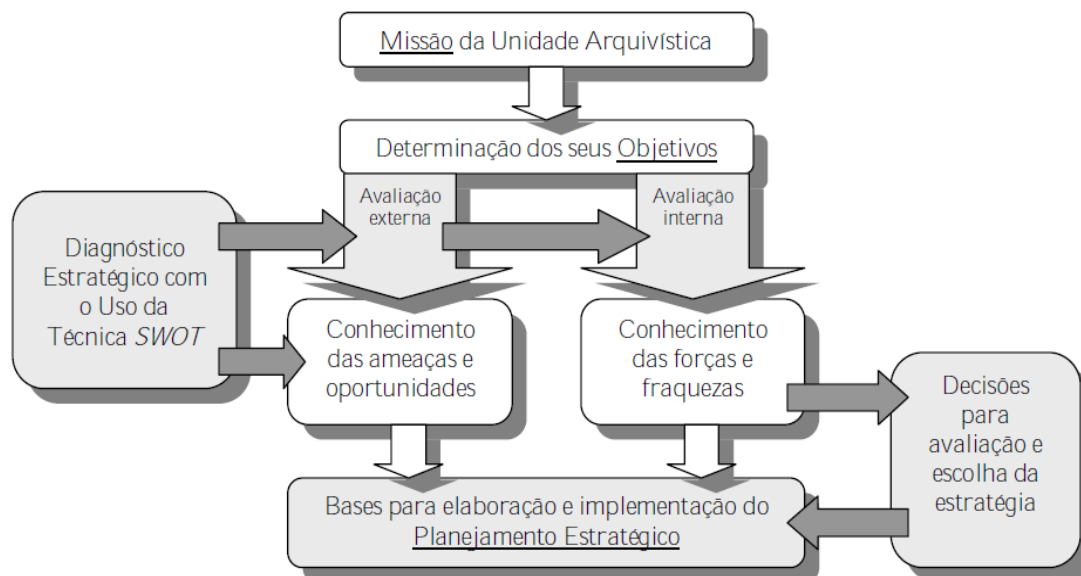 Missão da Unidade Arquivística
Determinação dos seus Objetivos
Avaliação
externa
Avaliação
interna
Diagnóstico
Estratégico com
o Uso da
Técnica SWOT
Conhecimento
das ameaças e
oportunidades
Conhecimento
das forças e
fraquezas
Decisões
para
avaliação e
escolha da
estratégia
Bases para elaboração e implementação do
Planejamento Estratégico